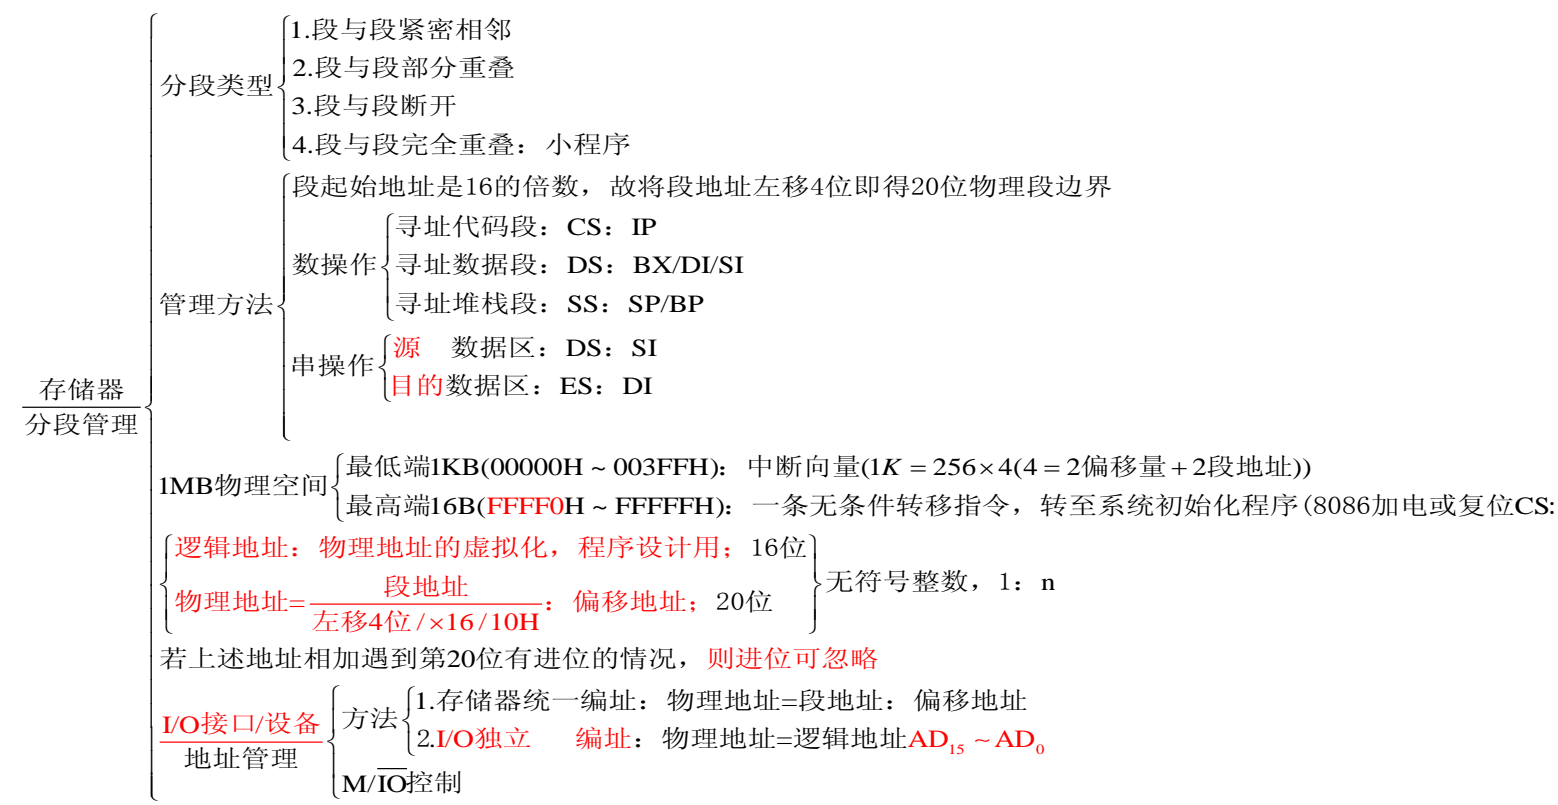 存储器
分段管理
分段类型
1.段与段紧密相邻
2.段与段部分重叠
3.段与段断开
4.段与段完全重叠：小程序
管理方法
段起始地址是16的倍数，故将段地址左移4位即得20位物理段边界
数操作
寻址代码段：CS：IP
寻址数据段：DS：BX/DI/SI
寻址堆栈段：SS：SP/BP
串操作
源 数据区：DS：SI
目的数据区：ES：DI
1MB物理空间
最低端1KB(00000H ~ 003FFH)：中断向量(1K = 256×4(4 = 2偏移量 + 2段地址))
最高端16B(FFFF0H ~ FFFFFH)：一条无条件转移指令，转至系统初始化程序(8086加电或复位CS:
逻辑地址：物理地址的虚拟化，程序设计用；16位
物理地址=段地址
左移4位/×16/10H：偏移地址；20位
无符号整数，1：n
若上述地址相加遇到第20位有进位的情况，则进位可忽略
I/O接口/设备
地址管理
方法
1.存储器统一编址：物理地址=段地址：偏移地址
2.I/O独立 编址：物理地址=逻辑地址AD₁₅ ~ AD₀
M/I̅O̅控制